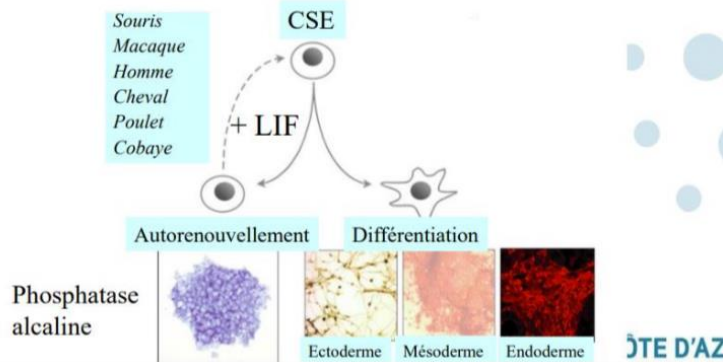 Souris
Macaque
Homme
Cheval
Poulet
Cobaye
CSE
+ LIF
Autorenouvellement
Différentiation
Phosphatase
alcaline
Ectoderme
Mésoderme
Endoderme
ÔTE D'AZ